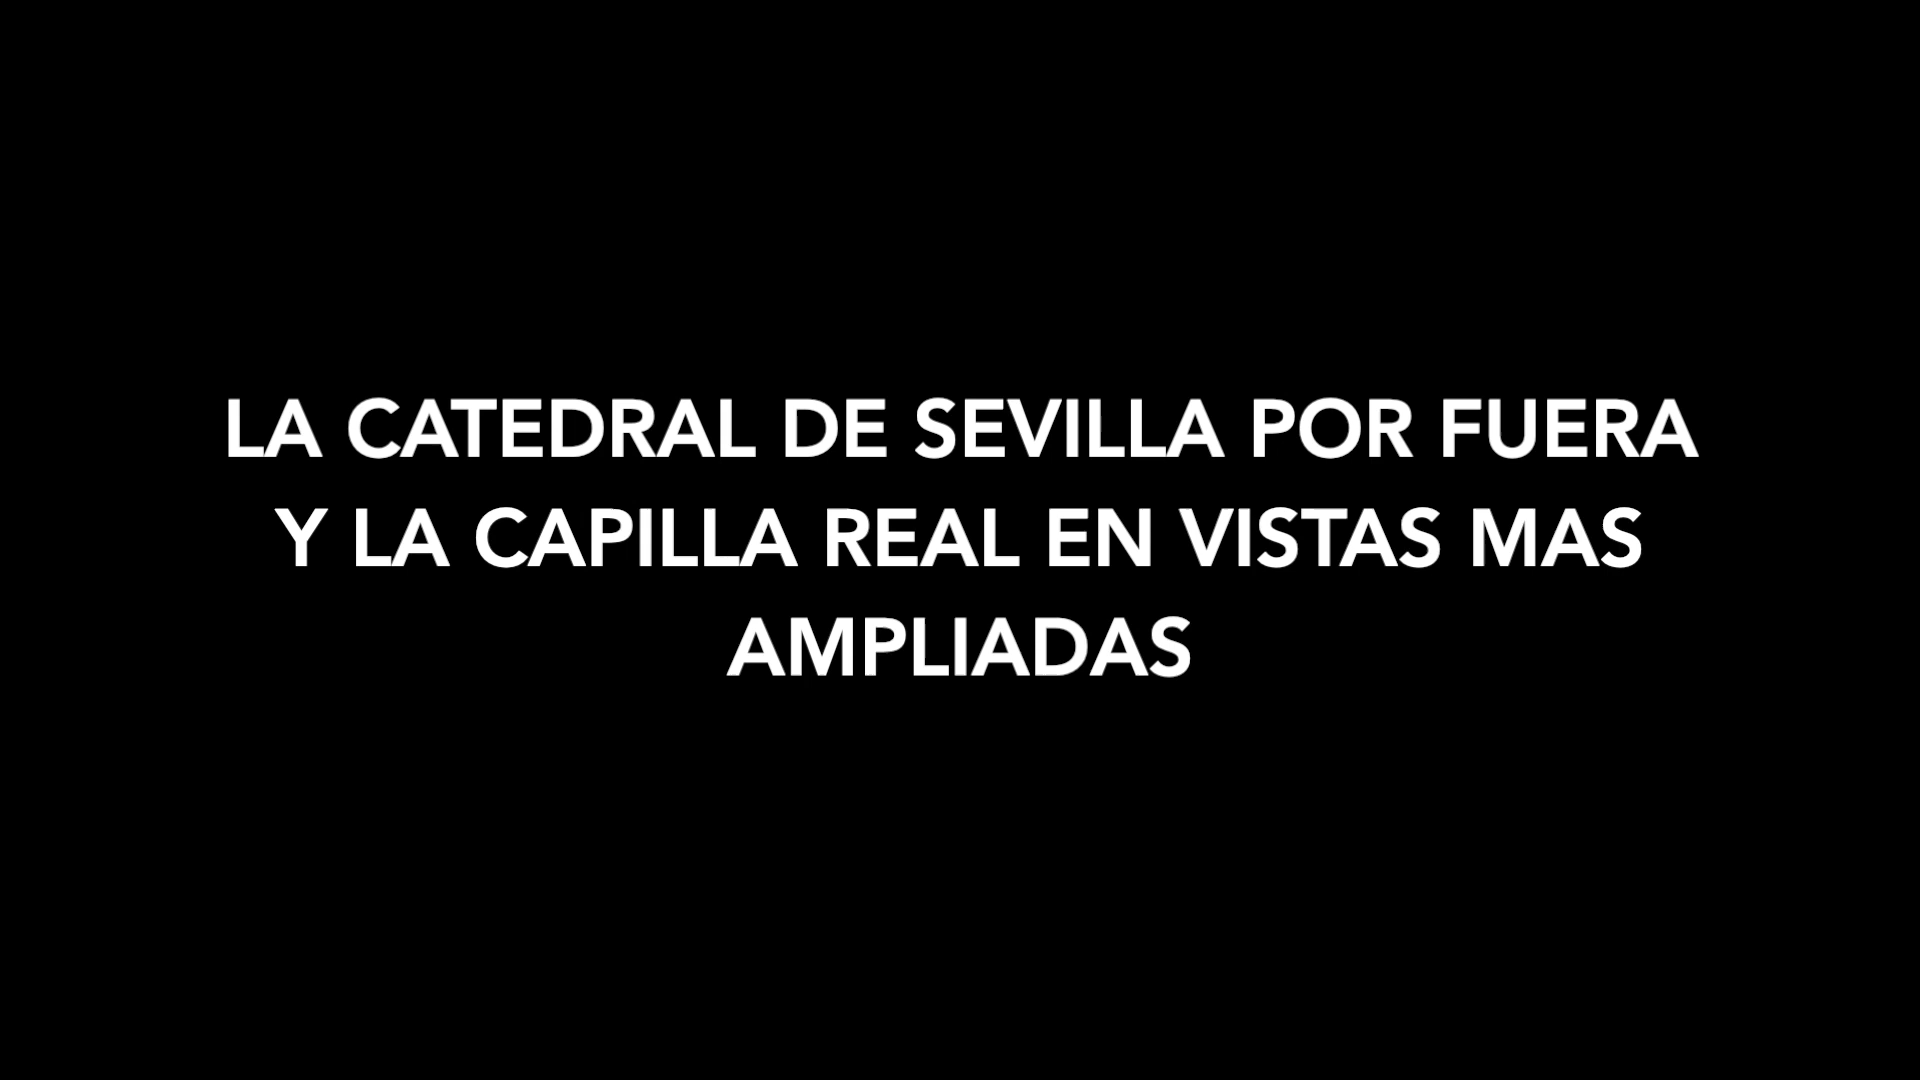 LA CATEDRAL DE SEVILLA POR FUERA
Y LA CAPILLA REAL EN VISTAS MAS
AMPLIADAS